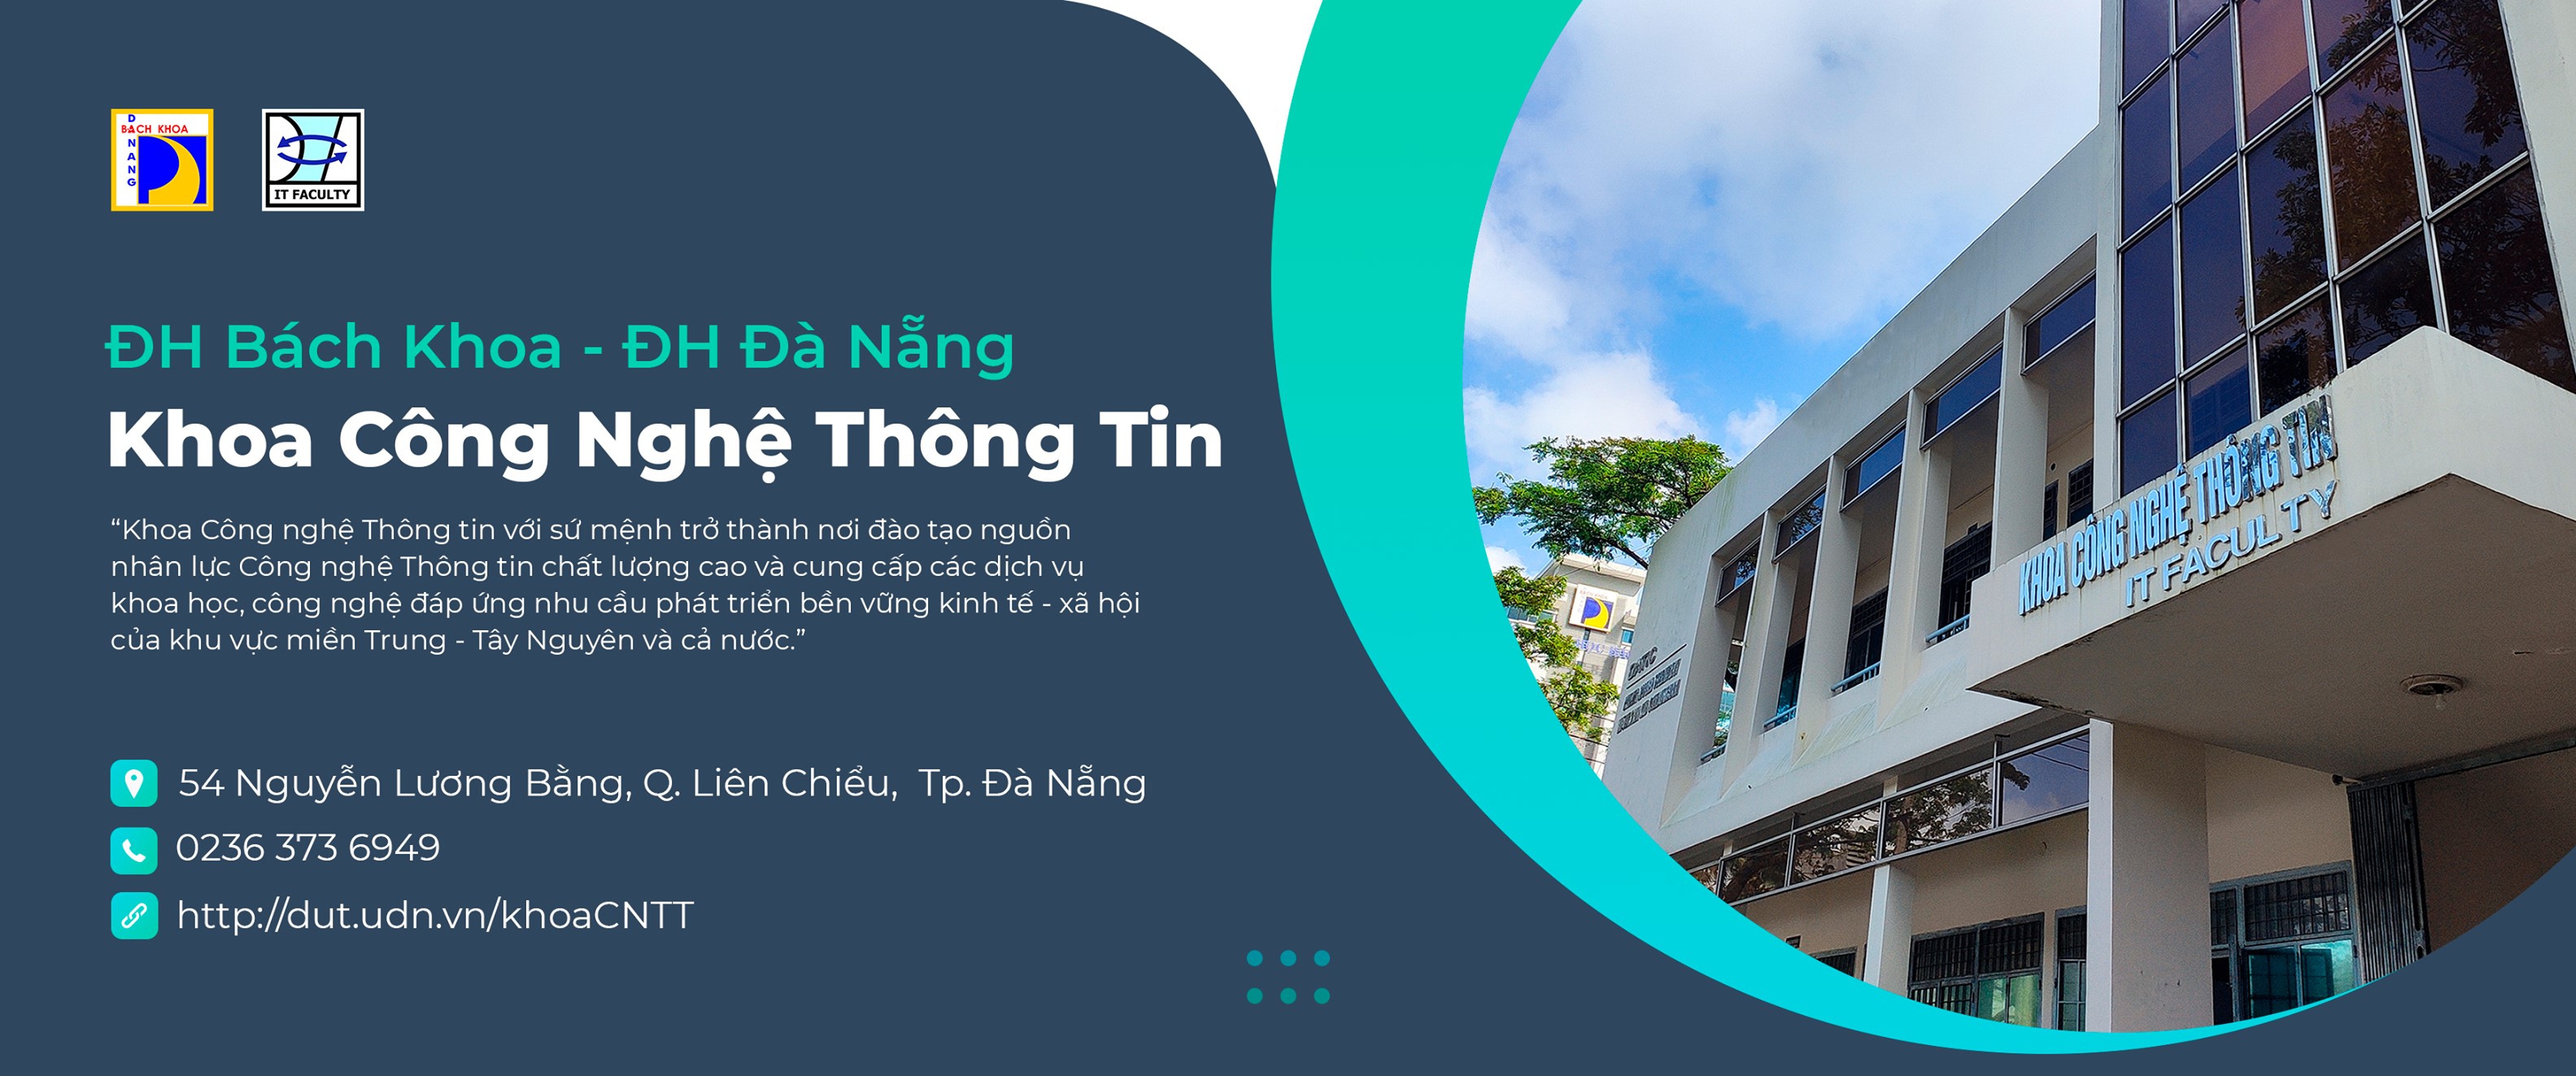 BÁCH KHOA
DANANG
IT FACULTY
ĐH Bách Khoa - ĐH Đà Nẵng
Khoa Công Nghệ Thông Tin
“Khoa Công nghệ Thông tin với sứ mệnh trở thành nơi đào tạo nguồn
nhân lực Công nghệ Thông tin chất lượng cao và cung cấp các dịch vụ
khoa học, công nghệ đáp ứng nhu cầu phát triển bền vững kinh tế - xã hội
của khu vực miền Trung - Tây Nguyên và cả nước.”
54 Nguyễn Lương Bằng, Q. Liên Chiểu, Tp. Đà Nẵng
0236 373 6949
http://dut.udn.vn/khoaCNTT
KHOA CÔNG NGHỆ THÔNG TIN
IT FACULTY